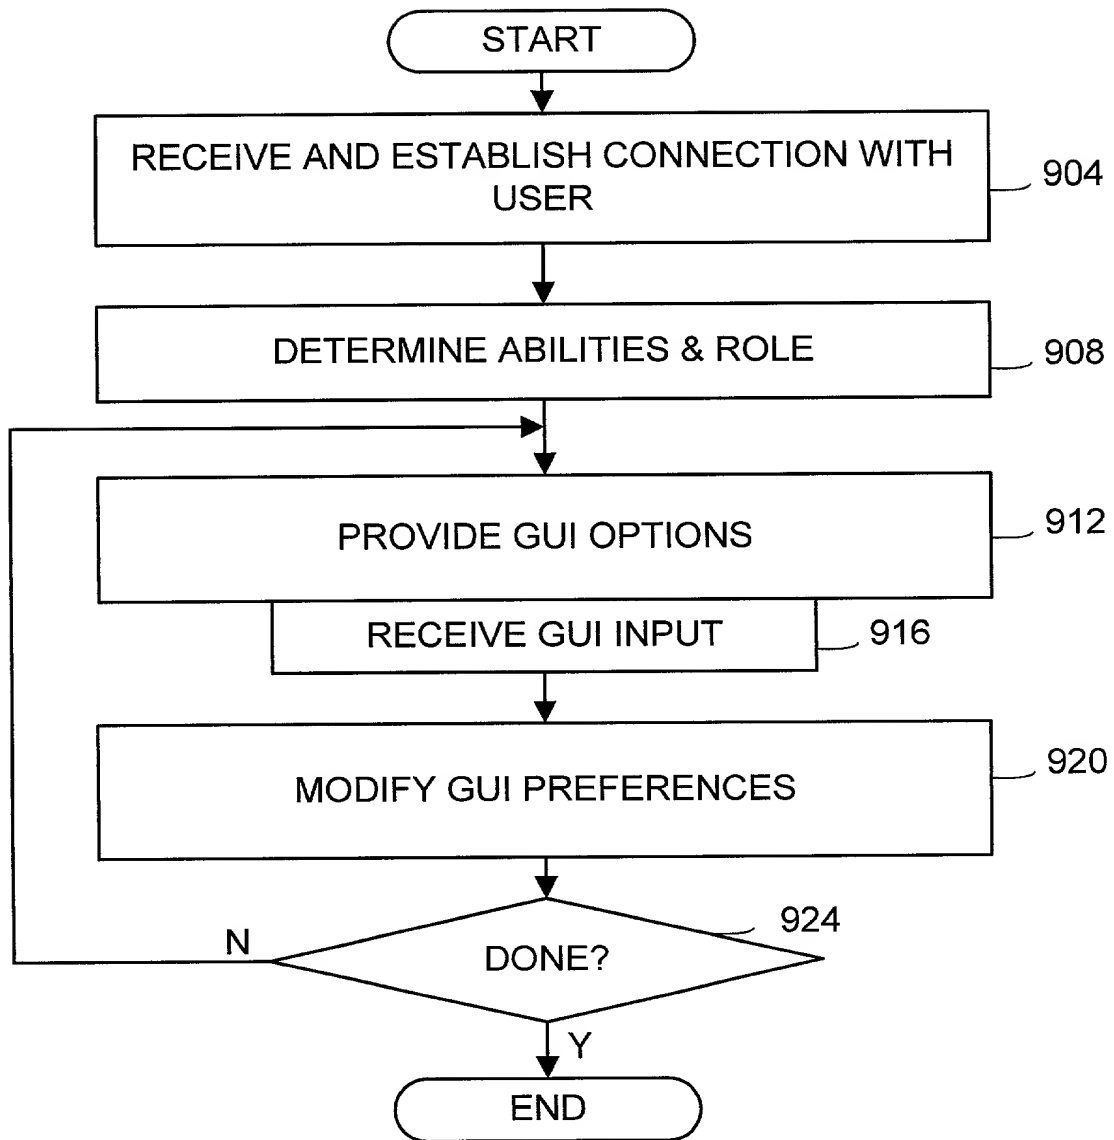 START
RECEIVE AND ESTABLISH CONNECTION WITH
USER
904
DETERMINE ABILITIES & ROLE
908
PROVIDE GUI OPTIONS
912
RECEIVE GUI INPUT
916
MODIFY GUI PREFERENCES
920
DONE?
924
N
Y
END